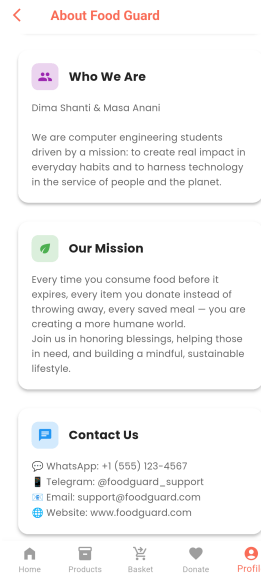 About Food Guard
Who We Are
Dima Shanti & Masa Anani
We are computer engineering students
driven by a mission: to create real impact in
everyday habits and to harness technology
in the service of people and the planet.
Our Mission
Every time you consume food before it
expires, every item you donate instead of
throwing away, every saved meal — you are
creating a more humane world.
Join us in honoring blessings, helping those
in need, and building a mindful, sustainable
lifestyle.
Contact Us
💬 WhatsApp: +1 (555) 123-4567
📱 Telegram: @foodguard_support
📧 Email: support@foodguard.com
🌐 Website: www.foodguard.com
Home Products Basket Donate Profil